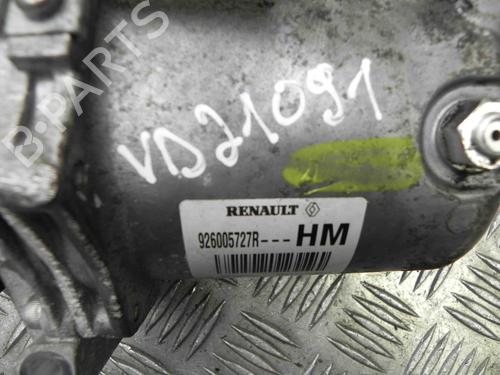 B-PARTS
VD21091
RENAULT
926005727R--- HM